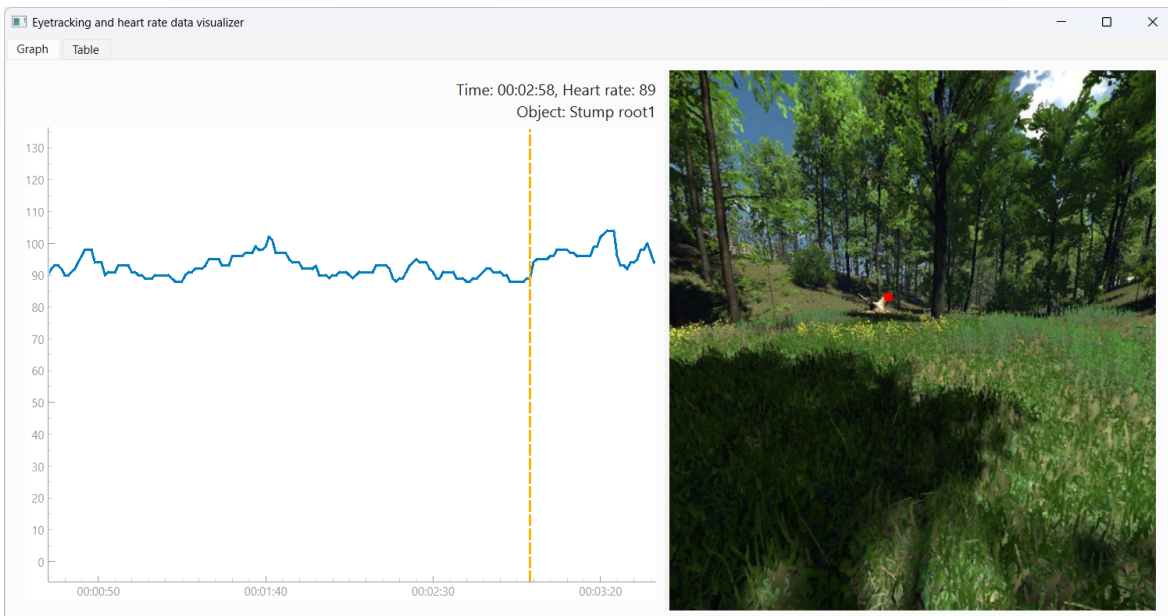 Eyetracking and heart rate data visualizer
Graph Table
Time: 00:02:58, Heart rate: 89
Object: Stump root1
130
120
110
100
90
80
70
60
50
40
30
20
10
0
00:00:50 00:01:40 00:02:30 00:03:20